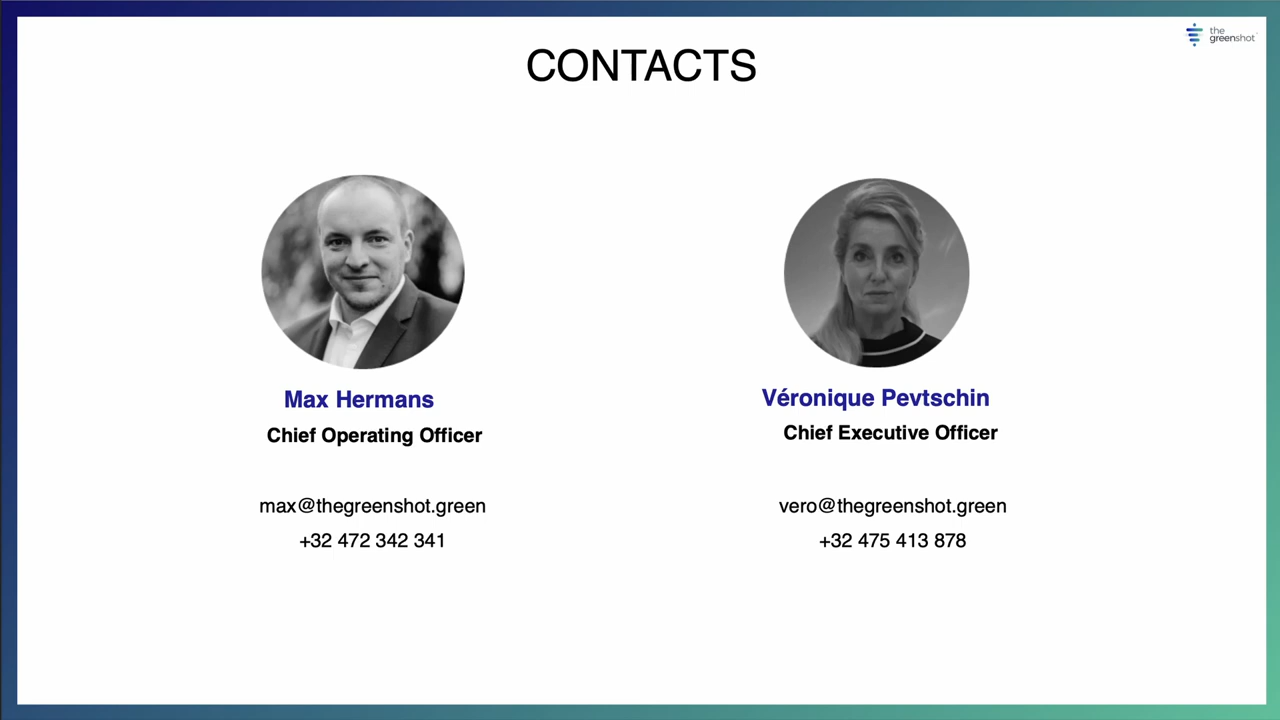 the
greenshot
CONTACTS
Max Hermans
Chief Operating Officer
max@thegreenshot.green
+32 472 342 341
Véronique Pevtschin
Chief Executive Officer
vero@thegreenshot.green
+32 475 413 878